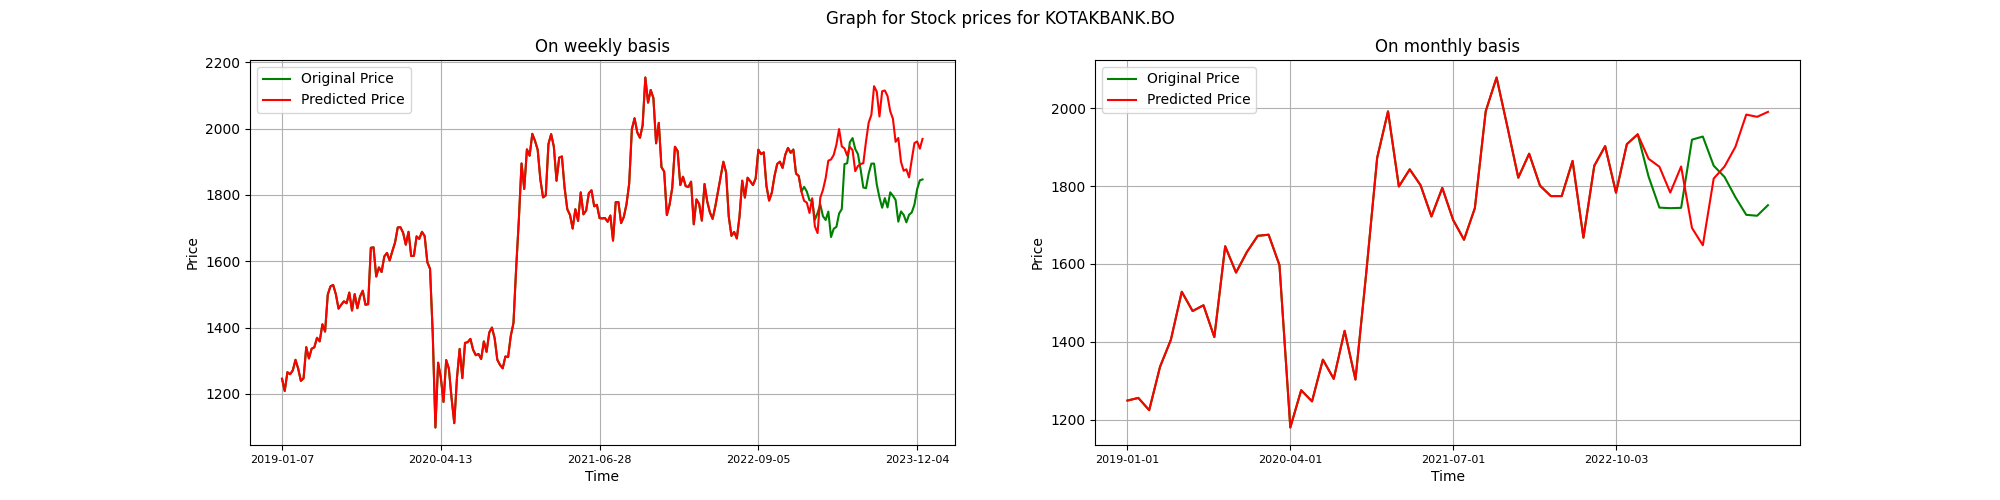 Graph for Stock prices for KOTAKBANK.BO
On weekly basis
Original Price
Predicted Price
2200
2000
1800
1600
1400
1200
Price
2019-01-07
2020-04-13
2021-06-28
2022-09-05
2023-12-04
Time
On monthly basis
Original Price
Predicted Price
2000
1800
1600
1400
1200
Price
2019-01-01
2020-04-01
2021-07-01
2022-10-03
Time